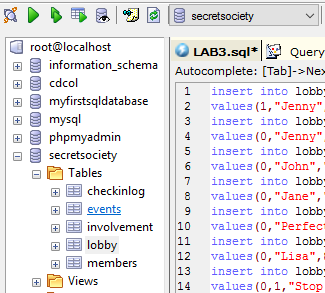 secretsociety
root@localhost
information_schema
cdcol
myfirstsqldatabase
mysql
phpmyadmin
secretsociety
Tables
checkinlog
events
involvement
lobby
members
Views
LAB3.sql* Query
Autocomplete: [Tab]->Nex
1 insert into lobby
2 values(1,"Jenny",
3 insert into lobby
4 values(0,"Jenny",
5 insert into lobby
6 values(0,"John","
7 insert into lobby
8 values(0,"Jane","
9 insert into lobby
10 values(0,"Perfect
11 insert into lobby
12 values(0,"Lisa",
13 insert into lobby
14 values(0,1,"Stop